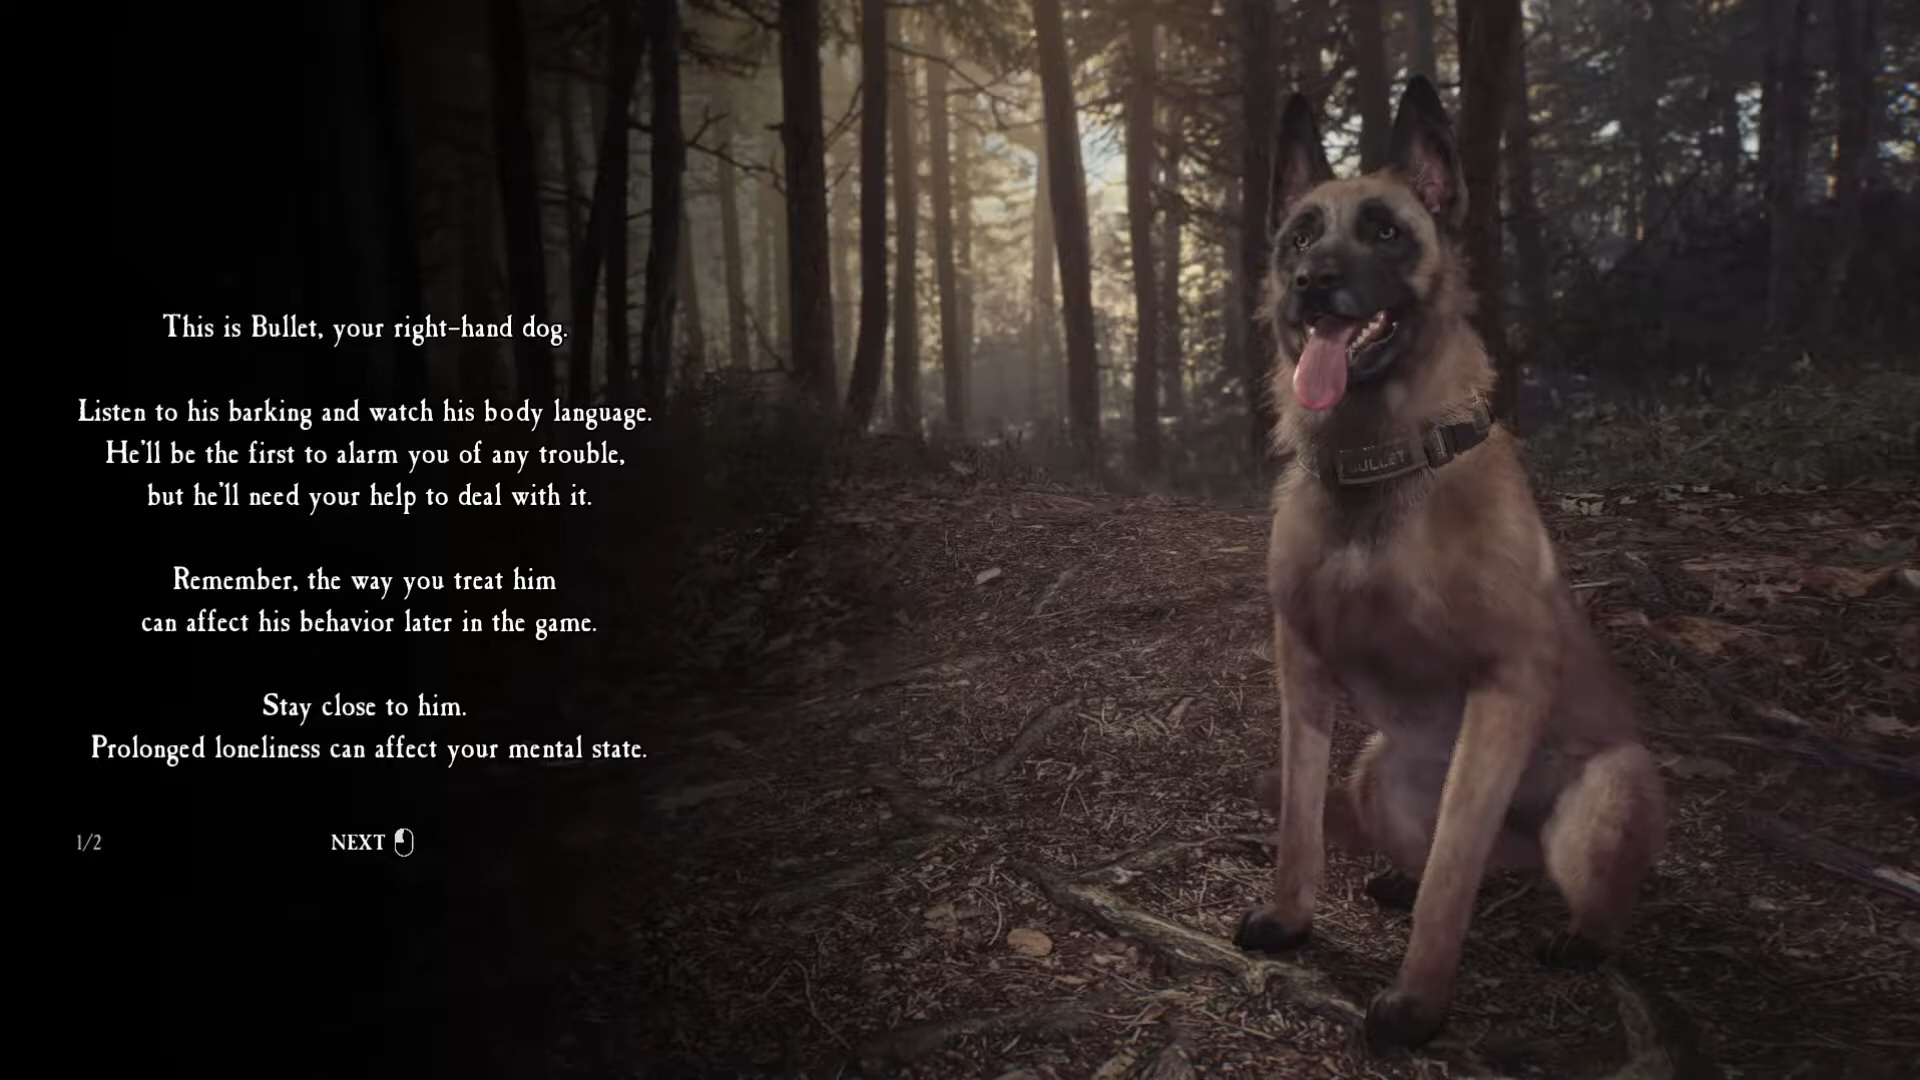 This is Bullet, your right-hand dog.
Listen to his barking and watch his body language.
He'll be the first to alarm you of any trouble,
but he'll need your help to deal with it.
Remember, the way you treat him
can affect his behavior later in the game.
Stay close to him.
Prolonged loneliness can affect your mental state.
1/2
NEXT
BULLET